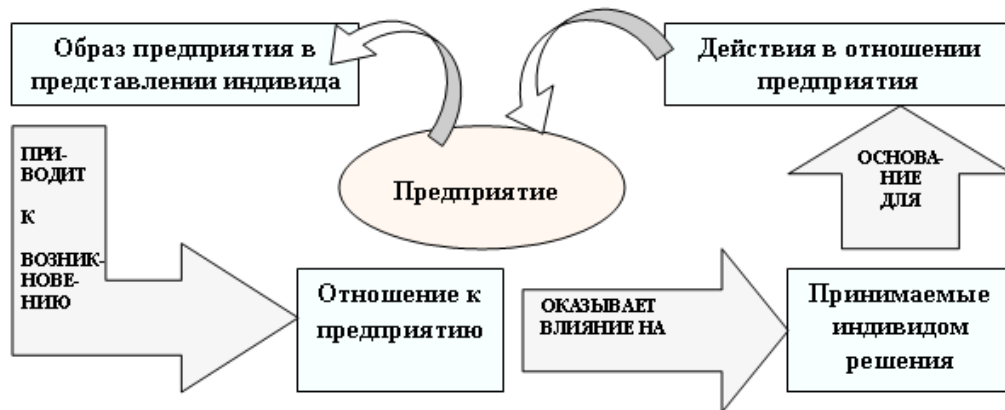 Образ предприятия в
представлении индивида
Действия в отношении
предприятия
Предприятие
ПРИ-
ВОДИТ
К
ВОЗНИК-
НОВЕ-
НИЮ
Отношение к
предприятию
ОКАЗЫВАЕТ
ВЛИЯНИЕ НА
Принимаемые
индивидом
решения
ОСНОВА-
НИЕ
ДЛЯ